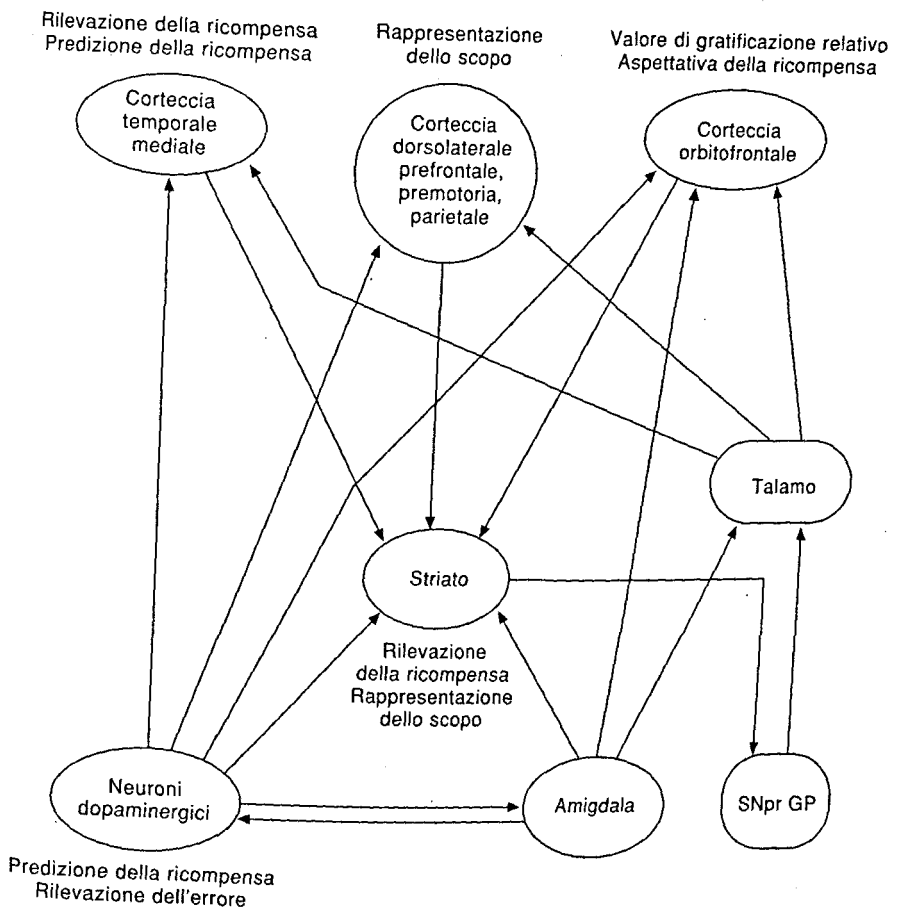 Rilevazione della ricompensa
Predizione della ricompensa
Rappresentazione
dello scopo
Valore di gratificazione relativo
Aspettativa della ricompensa
Corteccia
temporale
mediale
Corteccia
dorsolaterale
prefrontale,
premotoria,
parietale
Corteccia
orbitofrontale
Talamo
Striato
Rilevazione
della ricompensa
Rappresentazione
dello scopo
Neuroni
dopaminergici
Amigdala
SNpr GP
Predizione della ricompensa
Rilevazione dell'errore